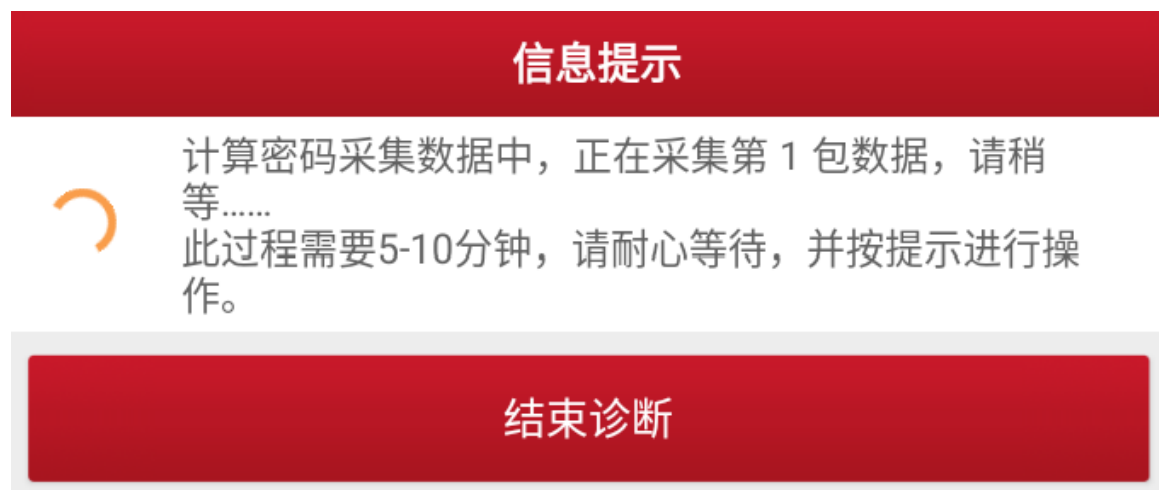 信息提示
计算密码采集数据中，正在采集第 1 包数据，请稍
等......
此过程需要5-10分钟，请耐心等待，并按提示进行操
作。
结束诊断